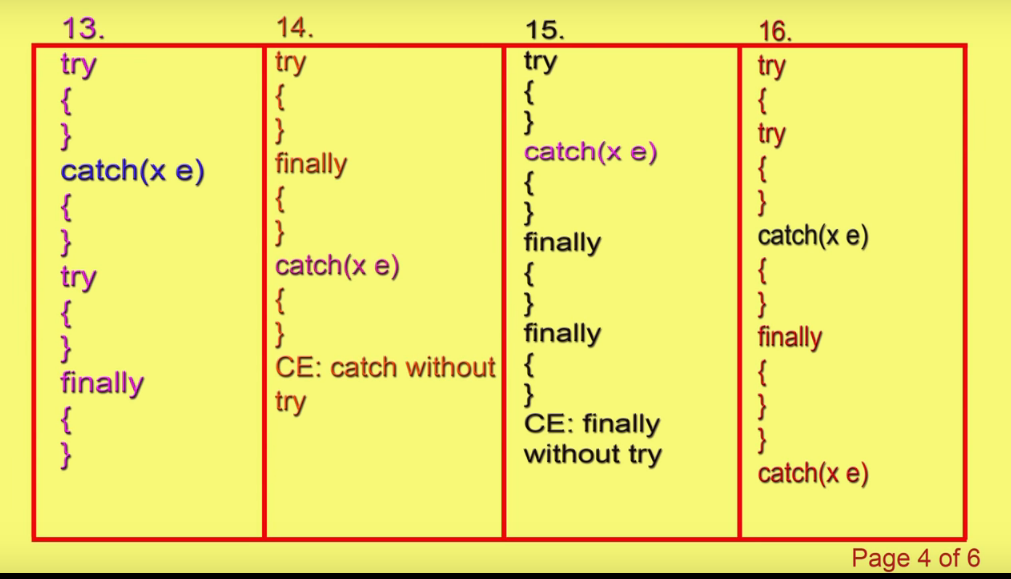 13.
try
{
}
catch(x e)
{
}
try
{
}
finally
{
}
14.
try
{
}
finally
{
}
catch(x e)
{
}
CE: catch without
try
15.
try
{
}
catch(x e)
{
}
finally
{
}
finally
{
}
CE: finally
without try
16.
try
{
try
{
}
catch(x e)
{
}
finally
{
}
}
catch(x e)
Page 4 of 6